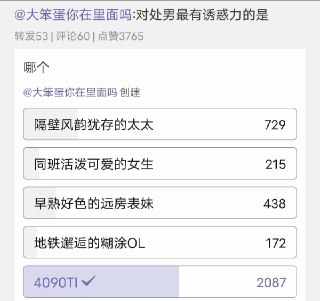 @大笨蛋你在里面吗:对处男最有诱惑力的是
转发53 | 评论60 | 点赞3765
哪个
@大笨蛋你在里面吗 创建
隔壁风韵犹存的太太 729
同班活泼可爱的女生 215
早熟好色的远房表妹 438
地铁邂逅的糊涂OL 172
4090TI 2087